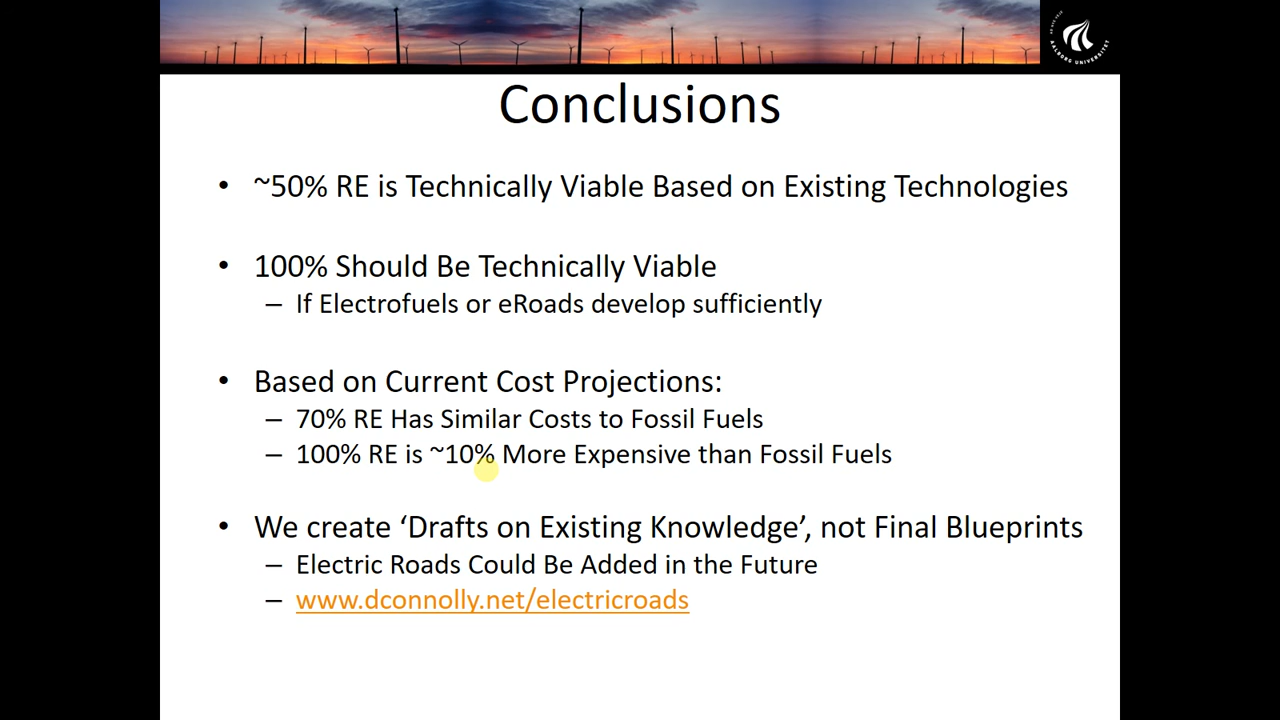 AALBORG UNIVERSITET
Conclusions
• ~50% RE is Technically Viable Based on Existing Technologies
• 100% Should Be Technically Viable
– If Electrofuels or eRoads develop sufficiently
• Based on Current Cost Projections:
– 70% RE Has Similar Costs to Fossil Fuels
– 100% RE is ~10% More Expensive than Fossil Fuels
• We create ‘Drafts on Existing Knowledge’, not Final Blueprints
– Electric Roads Could Be Added in the Future
– www.dconnolly.net/electricroads